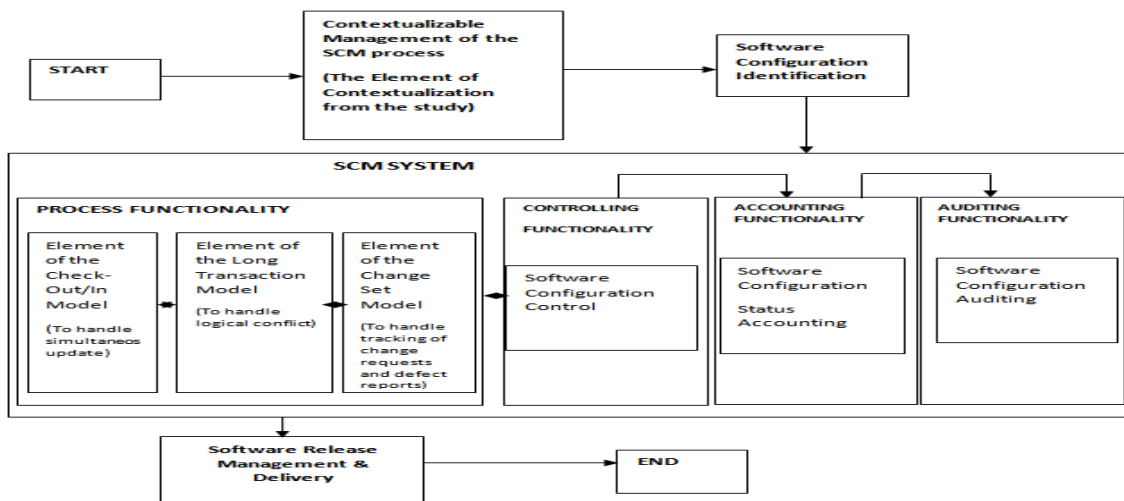 START
Contextualizable
Management of the
SCM process
(The Element of
Contextualization
from the study)
Software
Configuration
Identification
SCM SYSTEM
PROCESS FUNCTIONALITY
Element
of the
Check-
Out/In
Model
(To handle
simultaneos
update)
Element of
the Long
Transaction
Model
(To handle
logical conflict)
Element
of the
Change
Set
Model
(To handle
tracking of
change
requests
and defect
reports)
CONTROLLING
FUNCTIONALITY
Software
Configuration
Control
ACCOUNTING
FUNCTIONALITY
Software
Configuration
Status
Accounting
AUDITING
FUNCTIONALITY
Software
Configuration
Auditing
Software Release
Management &
Delivery
END